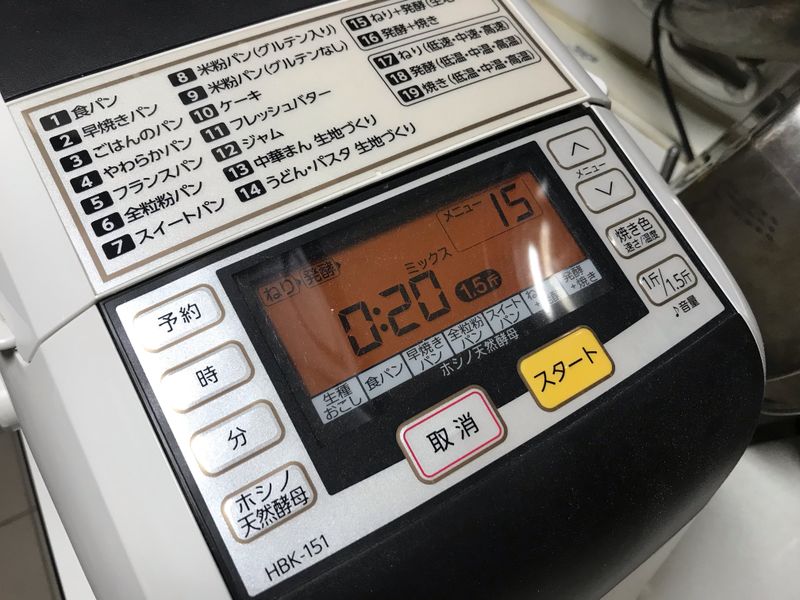 1 食パン
2 早焼きパン
3 ごはんのパン
4 やわらかパン
5 フランスパン
6 全粒粉パン
7 スイートパン
8 米粉パン(グルテン入り)
9 米粉パン(グルテンなし)
10 ケーキ
11 フレッシュバター
12 ジャム
13 中華まん 生地づくり
14 うどん・パスタ 生地づくり
15 ねり+発酵
16 発酵+焼き
17 ねり(低速・中速・高速)
18 発酵(低温・中温・高温)
19 焼き(低温・中温・高温)
メニュー 15
ねり 発酵
ミックス
0:20 1.5斤
生種おこし 食パン 早焼きパン 全粒粉パン スイートパン 発酵+焼き
ホシノ天然酵母
予約
時
分
ホシノ
天然酵母
取消
スタート
メニュー
焼き色
速さ/温度
1斤/1.5斤
♪音量
HBK-151